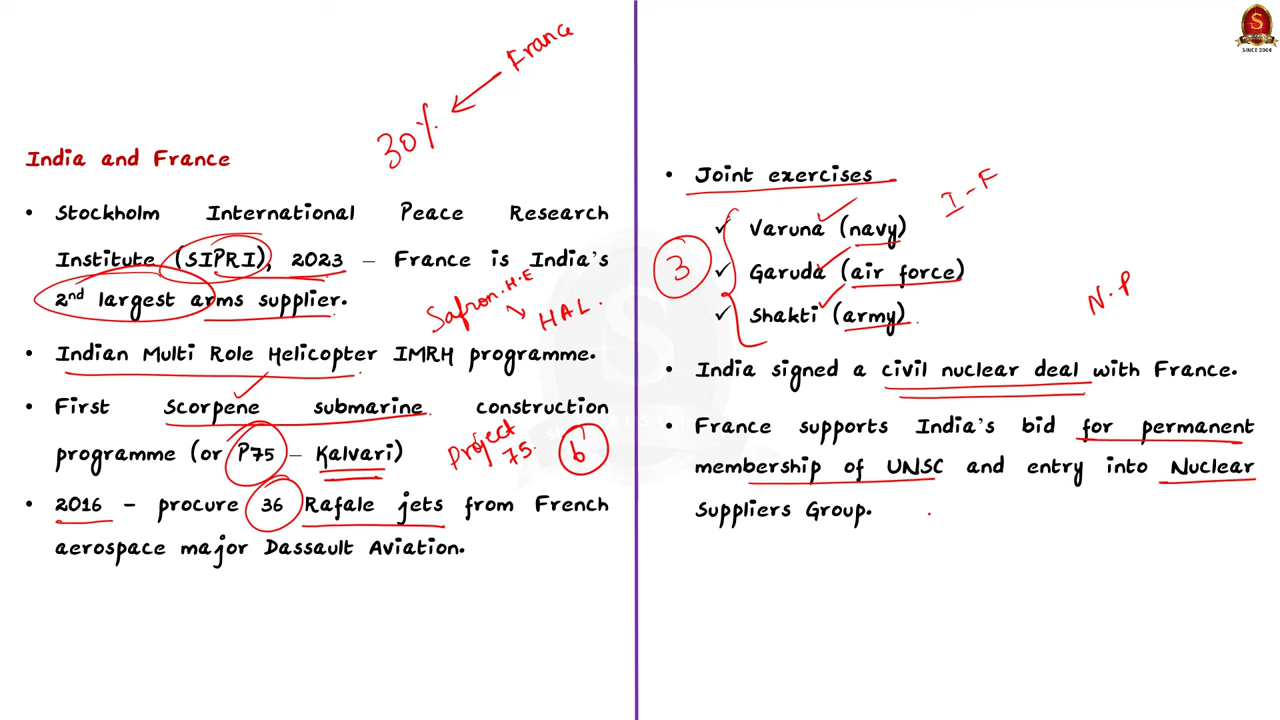 France
30%
India and France
• Stockholm International Peace Research
Institute (SIPRI), 2023 – France is India's
2nd largest arms supplier.
Safron.H.E
HAL.
• Indian Multi Role Helicopter IMRH programme.
• First Scorpene submarine construction
programme (or P75 – Kalvari)
Project
75.
6
• 2016 - procure 36 Rafale jets from French
aerospace major Dassault Aviation.
S
SINCE 2004
• Joint exercises
I-F
✓ Varuna (navy)
3
✓ Garuda (air force)
✓ Shakti (army)
N.P
• India signed a civil nuclear deal with France.
• France supports India's bid for permanent
membership of UNSC and entry into Nuclear
Suppliers Group.